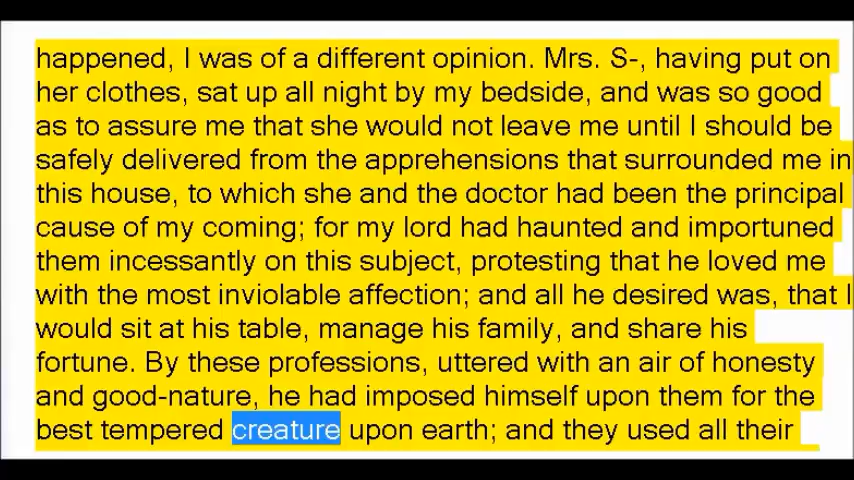 happened, I was of a different opinion. Mrs. S-, having put on
her clothes, sat up all night by my bedside, and was so good
as to assure me that she would not leave me until I should be
safely delivered from the apprehensions that surrounded me in
this house, to which she and the doctor had been the principal
cause of my coming; for my lord had haunted and importuned
them incessantly on this subject, protesting that he loved me
with the most inviolable affection; and all he desired was, that I
would sit at his table, manage his family, and share his
fortune. By these professions, uttered with an air of honesty
and good-nature, he had imposed himself upon them for the
best tempered creature upon earth; and they used all their